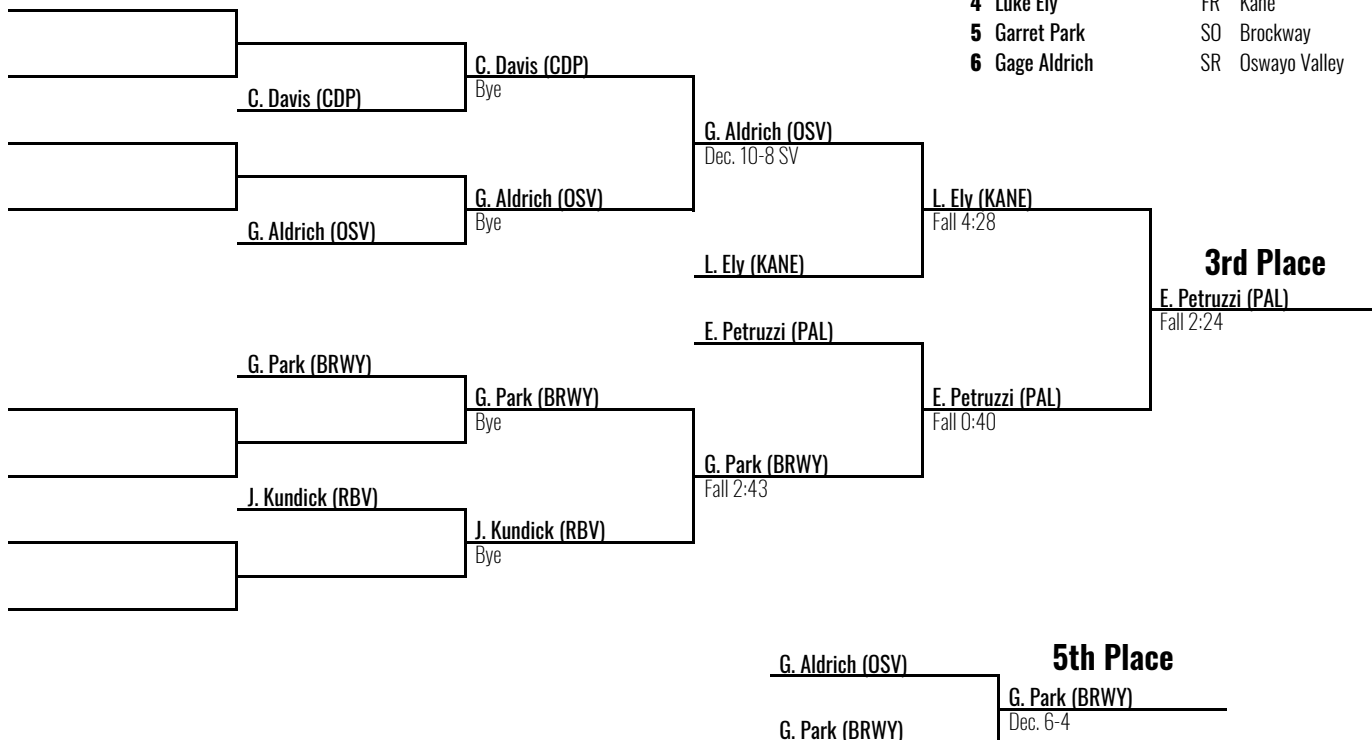 4 Luke Ely FR Kane
5 Garret Park SO Brockway
6 Gage Aldrich SR Oswayo Valley
C. Davis (CDP)
Bye
C. Davis (CDP)
G. Aldrich (OSV)
Dec. 10-8 SV
G. Aldrich (OSV)
Bye
L. Ely (KANE)
Fall 4:28
G. Aldrich (OSV)
L. Ely (KANE)
3rd Place
E. Petruzzi (PAL)
Fall 2:24
E. Petruzzi (PAL)
G. Park (BRWY)
G. Park (BRWY)
Bye
E. Petruzzi (PAL)
Fall 0:40
G. Park (BRWY)
Fall 2:43
J. Kundick (RBV)
J. Kundick (RBV)
Bye
5th Place
G. Aldrich (OSV)
G. Park (BRWY)
Dec. 6-4
G. Park (BRWY)